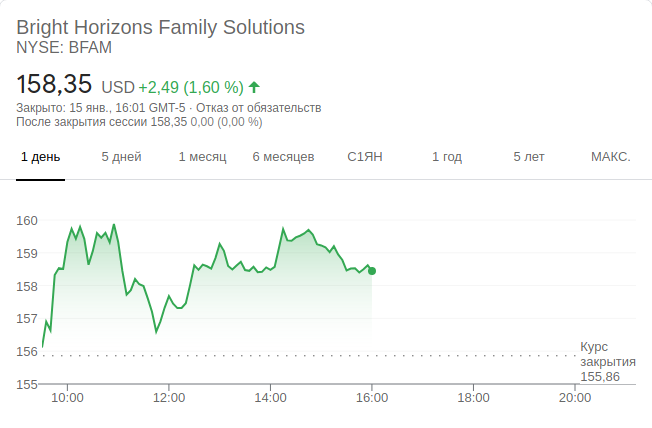 Bright Horizons Family Solutions
NYSE: BFAM
158,35 USD +2,49 (1,60 %)
Закрыто: 15 янв., 16:01 GMT-5 · Отказ от обязательств
После закрытия сессии 158,35 0,00 (0,00 %)
1 день 5 дней 1 месяц 6 месяцев С1ЯН 1 год 5 лет МАКС.
160
159
158
157
156
155
Курс
закрытия
155,86
10:00 12:00 14:00 16:00 18:00 20:00